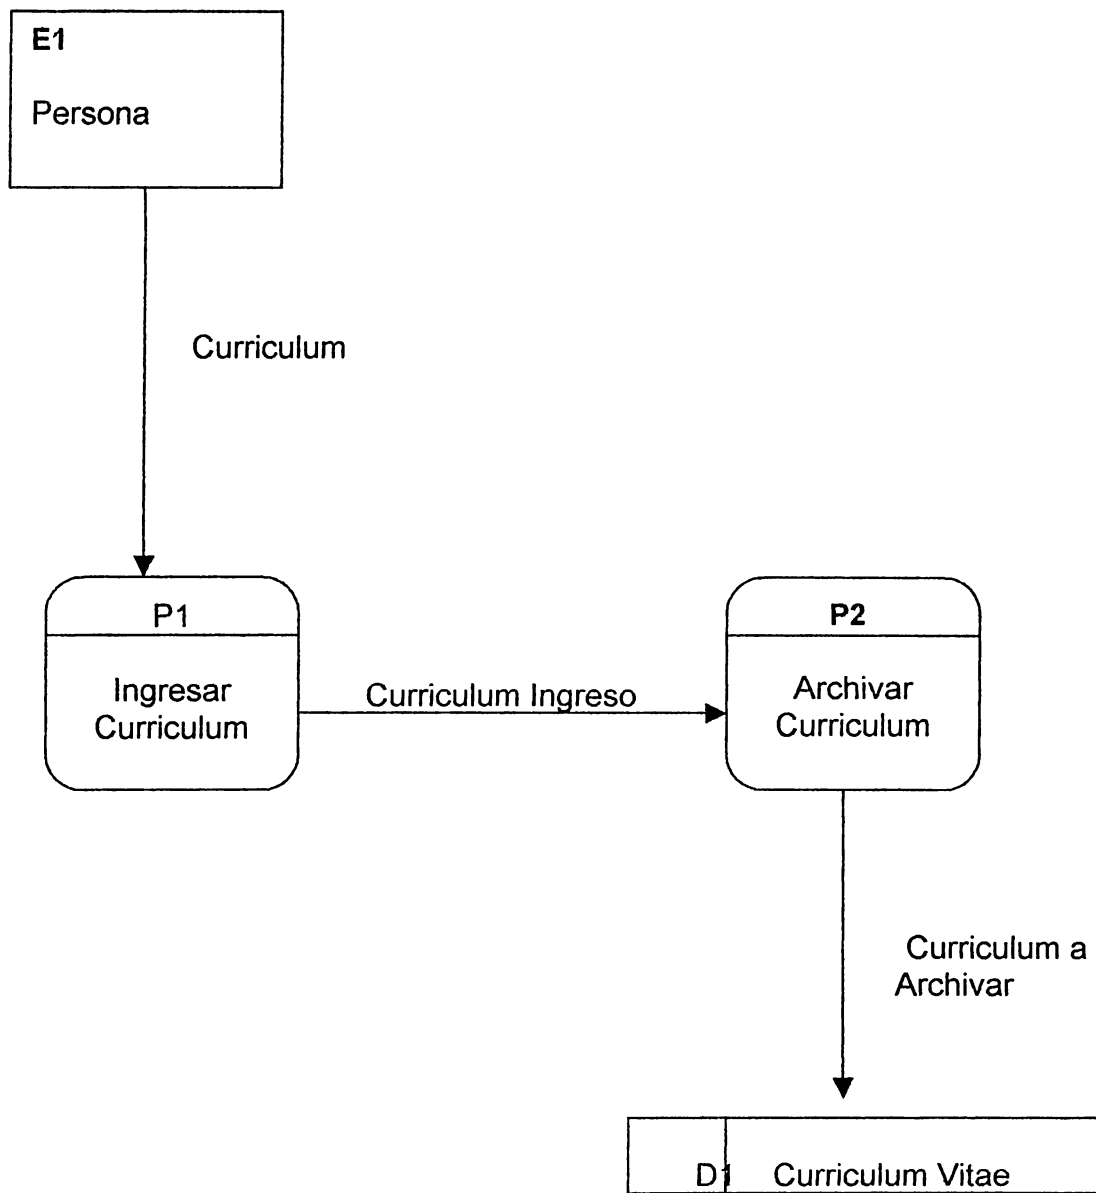 E1
Persona
Curriculum
P1
Ingresar
Curriculum
Curriculum Ingreso
P2
Archivar
Curriculum
Curriculum a
Archivar
D1 Curriculum Vitae